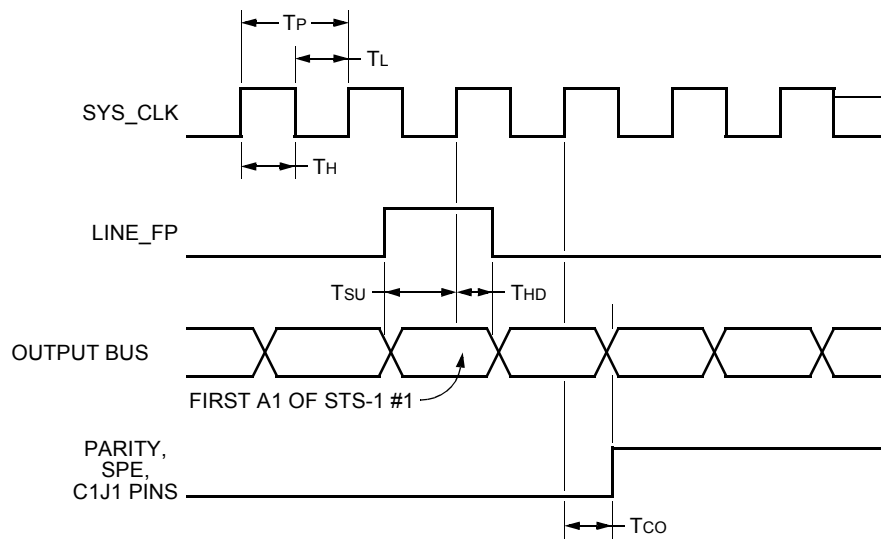 TP
TL
SYS_CLK
TH
LINE_FP
TSU
THD
OUTPUT BUS
FIRST A1 OF STS-1 #1
PARITY,
SPE,
C1J1 PINS
TCO